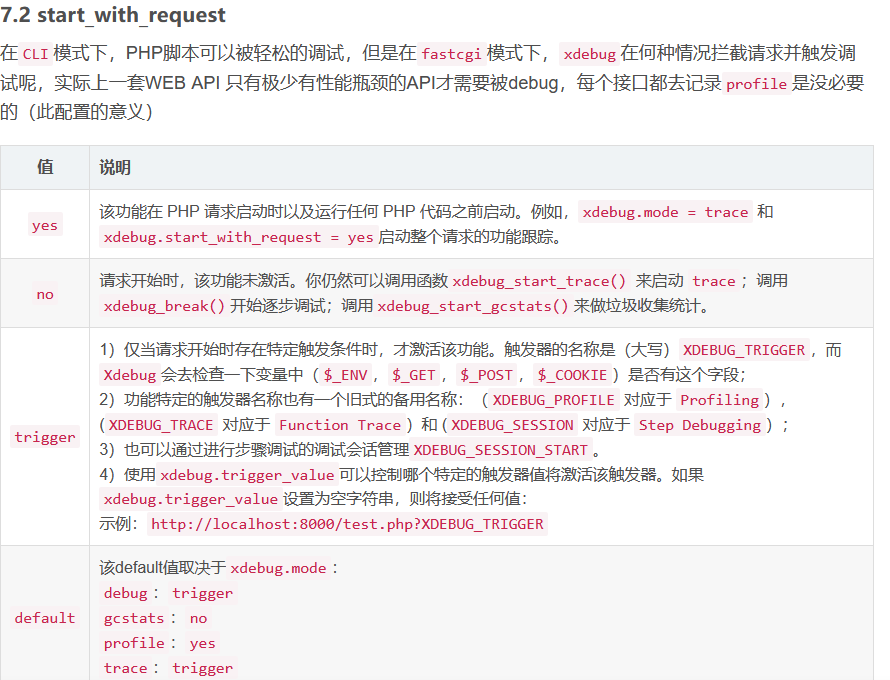 7.2 start_with_request
在 CLI 模式下，PHP脚本可以被轻松的调试，但是在 fastcgi 模式下， xdebug 在何种情况拦截请求并触发调
试呢，实际上一套WEB API 只有极少有性能瓶颈的API才需要被debug，每个接口都去记录 profile 是没必要
的（此配置的意义）
值 说明
yes 该功能在 PHP 请求启动时以及运行任何 PHP 代码之前启动。例如， xdebug.mode = trace 和
xdebug.start_with_request = yes 启动整个请求的功能跟踪。
no 请求开始时，该功能未激活。你仍然可以调用函数 xdebug_start_trace() 来启动 trace ；调用
xdebug_break() 开始逐步调试；调用 xdebug_start_gcstats() 来做垃圾收集统计。
trigger 1）仅当请求开始时存在特定触发条件时，才激活该功能。触发器的名称是（大写） XDEBUG_TRIGGER ，而
Xdebug 会去检查一下变量中（ $_ENV ， $_GET ， $_POST ， $_COOKIE ）是否有这个字段；
2）功能特定的触发器名称也有一个旧式的备用名称：（ XDEBUG_PROFILE 对应于 Profiling ），
( XDEBUG_TRACE 对应于 Function Trace ）和 ( XDEBUG_SESSION 对应于 Step Debugging ）；
3）也可以通过进行步骤调试的调试会话管理 XDEBUG_SESSION_START 。
4）使用 xdebug.trigger_value 可以控制哪个特定的触发器值将激活该触发器。如果
xdebug.trigger_value 设置为空字符串，则将接受任何值：
示例： http://localhost:8000/test.php?XDEBUG_TRIGGER
default 该default值取决于 xdebug.mode ：
debug ： trigger
gcstats ： no
profile ： yes
trace ： trigger